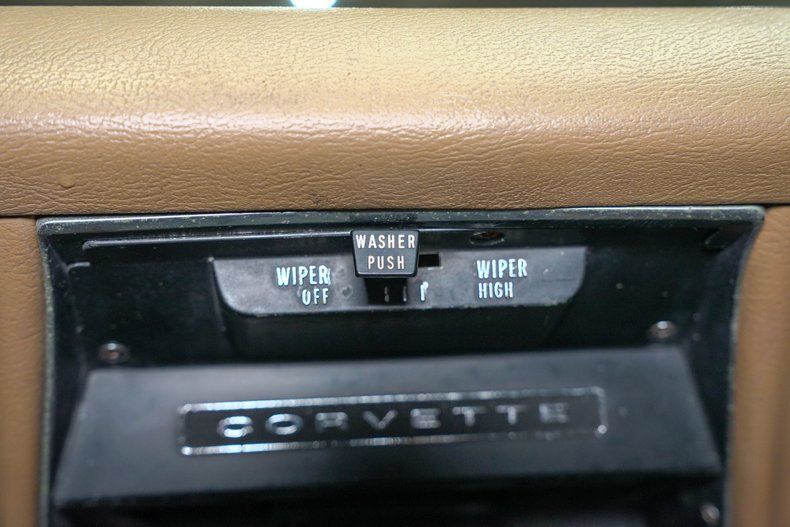 WASHER
PUSH
WIPER
OFF
WIPER
HIGH
CORVETTE